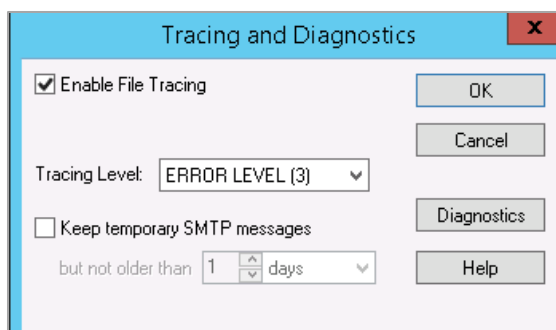 Tracing and Diagnostics
x
Enable File Tracing
OK
Cancel
Tracing Level: ERROR LEVEL (3)
Diagnostics
Keep temporary SMTP messages
but not older than 1 days
Help